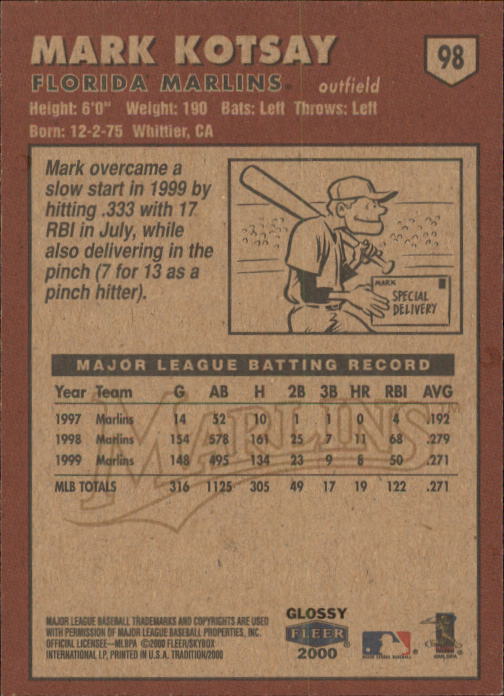 MARK KOTSAY
98
FLORIDA MARLINS
outfield
Height: 6'0" Weight: 190 Bats: Left Throws: Left
Born: 12-2-75 Whittier, CA
Mark overcame a
slow start in 1999 by
hitting .333 with 17
RBI in July, while
also delivering in the
pinch (7 for 13 as a
pinch hitter).
MARK
SPECIAL
DELIVERY
MAJOR LEAGUE BATTING RECORD
Year Team G AB H 2B 3B HR RBI AVG
1997 Marlins 14 52 10 1 1 0 4 .192
1998 Marlins 154 578 161 25 7 11 68 .279
1999 Marlins 148 495 134 23 9 8 50 .271
MLB TOTALS 316 1125 305 49 17 19 122 .271
MARLINS
MAJOR LEAGUE BASEBALL TRADEMARKS AND COPYRIGHTS ARE USED
WITH PERMISSION OF MAJOR LEAGUE BASEBALL PROPERTIES, INC.
OFFICIAL LICENSEE—MLBPA ©2000 FLEER/SKYBOX
INTERNATIONAL LP, PRINTED IN U.S.A. TRADITION/2000
GLOSSY
FLEER
2000